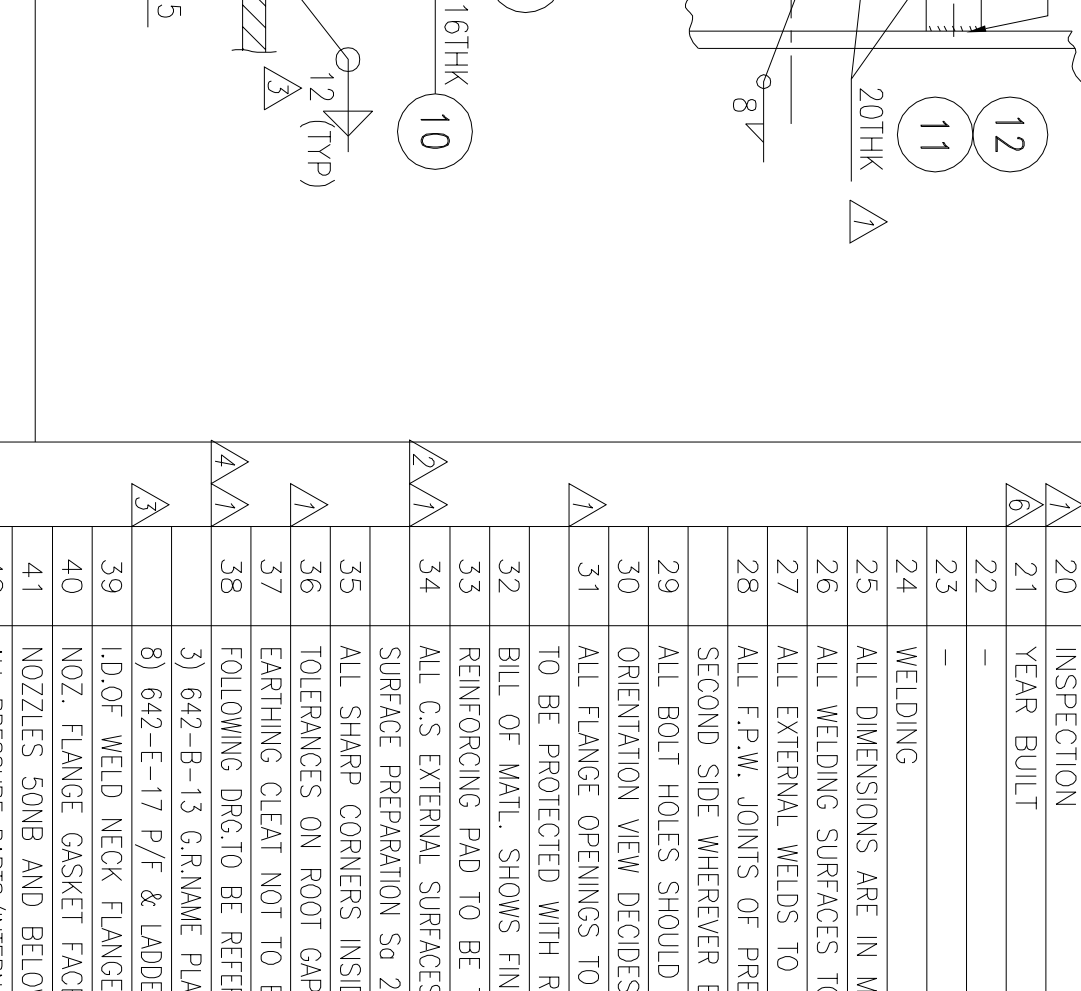 16THK
10
12 (TYP)
3
5
20THK
11
12
8
1
1
20 INSPECTION
6
21 YEAR BUILT
22 –
23 –
24 WELDING
25 ALL DIMENSIONS ARE IN
26 ALL WELDING SURFACES TO
27 ALL EXTERNAL WELDS TO
28 ALL F.P.W. JOINTS OF PRE
SECOND SIDE WHEREVER
29 ALL BOLT HOLES SHOULD
30 ORIENTATION VIEW DECIDES
1
31 ALL FLANGE OPENINGS TO
TO BE PROTECTED WITH R
32 BILL OF MATL. SHOWS FIN
33 REINFORCING PAD TO BE
2 1
34 ALL C.S EXTERNAL SURFACES
SURFACE PREPARATION Sa 2
35 ALL SHARP CORNERS INSID
1
36 TOLERANCES ON ROOT GAP
37 EARTHING CLEAT NOT TO
4 1
38 FOLLOWING DRG.TO BE REFER
3) 642-B-13 G.R.NAME PLA
3
8) 642-E-17 P/F & LADDE
39 I.D.OF WELD NECK FLANGE
40 NOZ. FLANGE GASKET FACE
41 NOZZLES 50NB AND BELOW